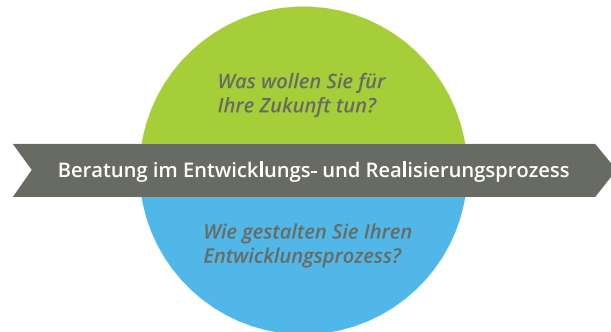 Was wollen Sie für
Ihre Zukunft tun?
Beratung im Entwicklungs- und Realisierungsprozess
Wie gestalten Sie Ihren
Entwicklungsprozess?